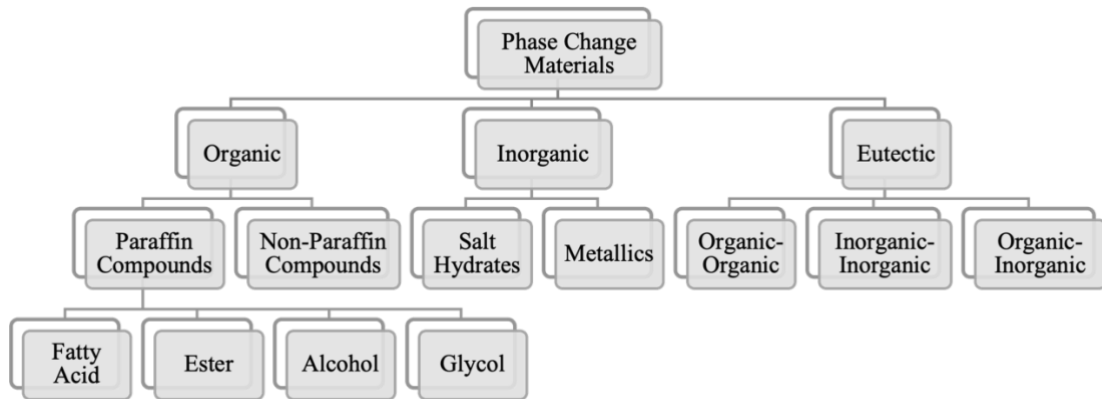 Phase Change
Materials
Organic
Inorganic
Eutectic
Paraffin
Compounds
Non-Paraffin
Compounds
Salt
Hydrates
Metallics
Organic-
Organic
Inorganic-
Inorganic
Organic-
Inorganic
Fatty
Acid
Ester
Alcohol
Glycol